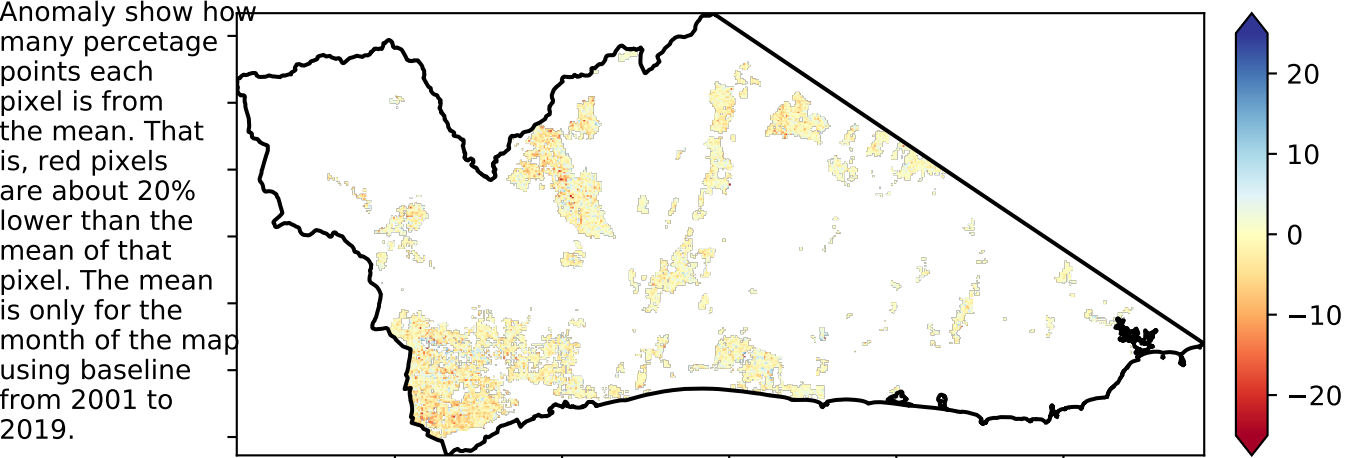 Anomaly show how
many percetage
points each
pixel is from
the mean. That
is, red pixels
are about 20%
lower than the
mean of that
pixel. The mean
is only for the
month of the map
using baseline
from 2001 to
2019.
20
10
0
−10
−20